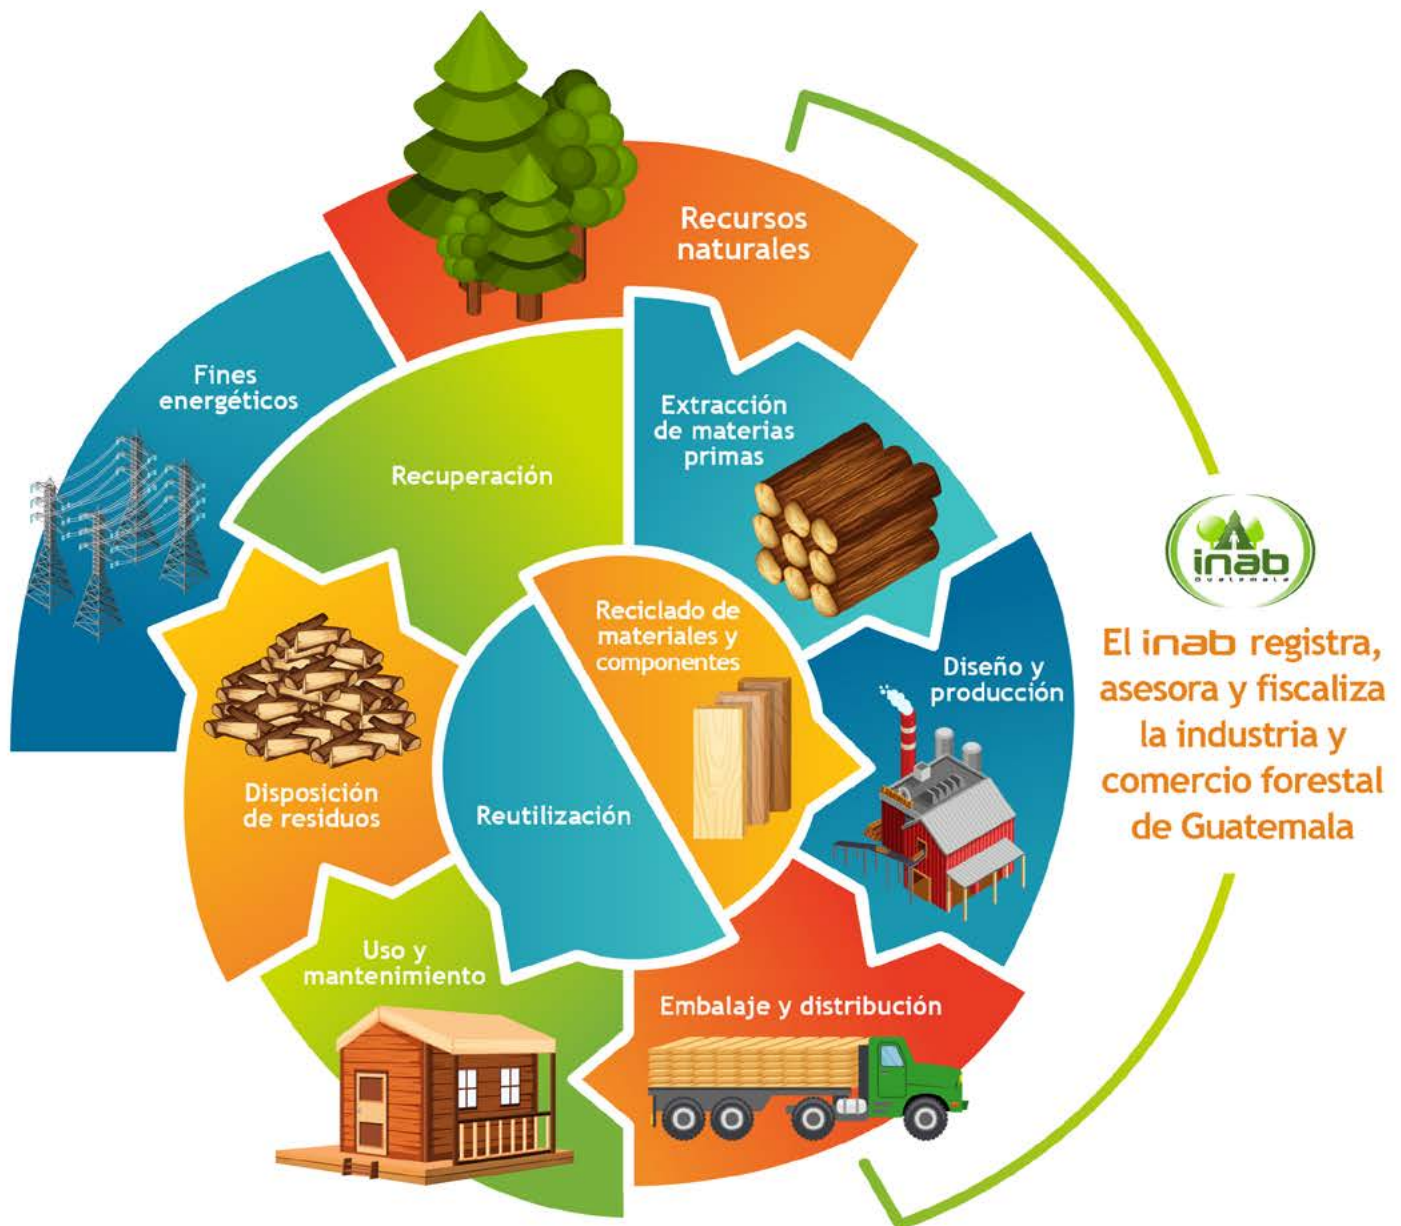 Recursos
naturales
Fines
energéticos
Extracción
de materias
primas
Recuperación
Reciclado de
materiales y
componentes
Diseño y
producción
Disposición
de residuos
Reutilización
Uso y
mantenimiento
Embalaje y distribución
inab
Guatemala
El inab registra,
asesora y fiscaliza
la industria y
comercio forestal
de Guatemala